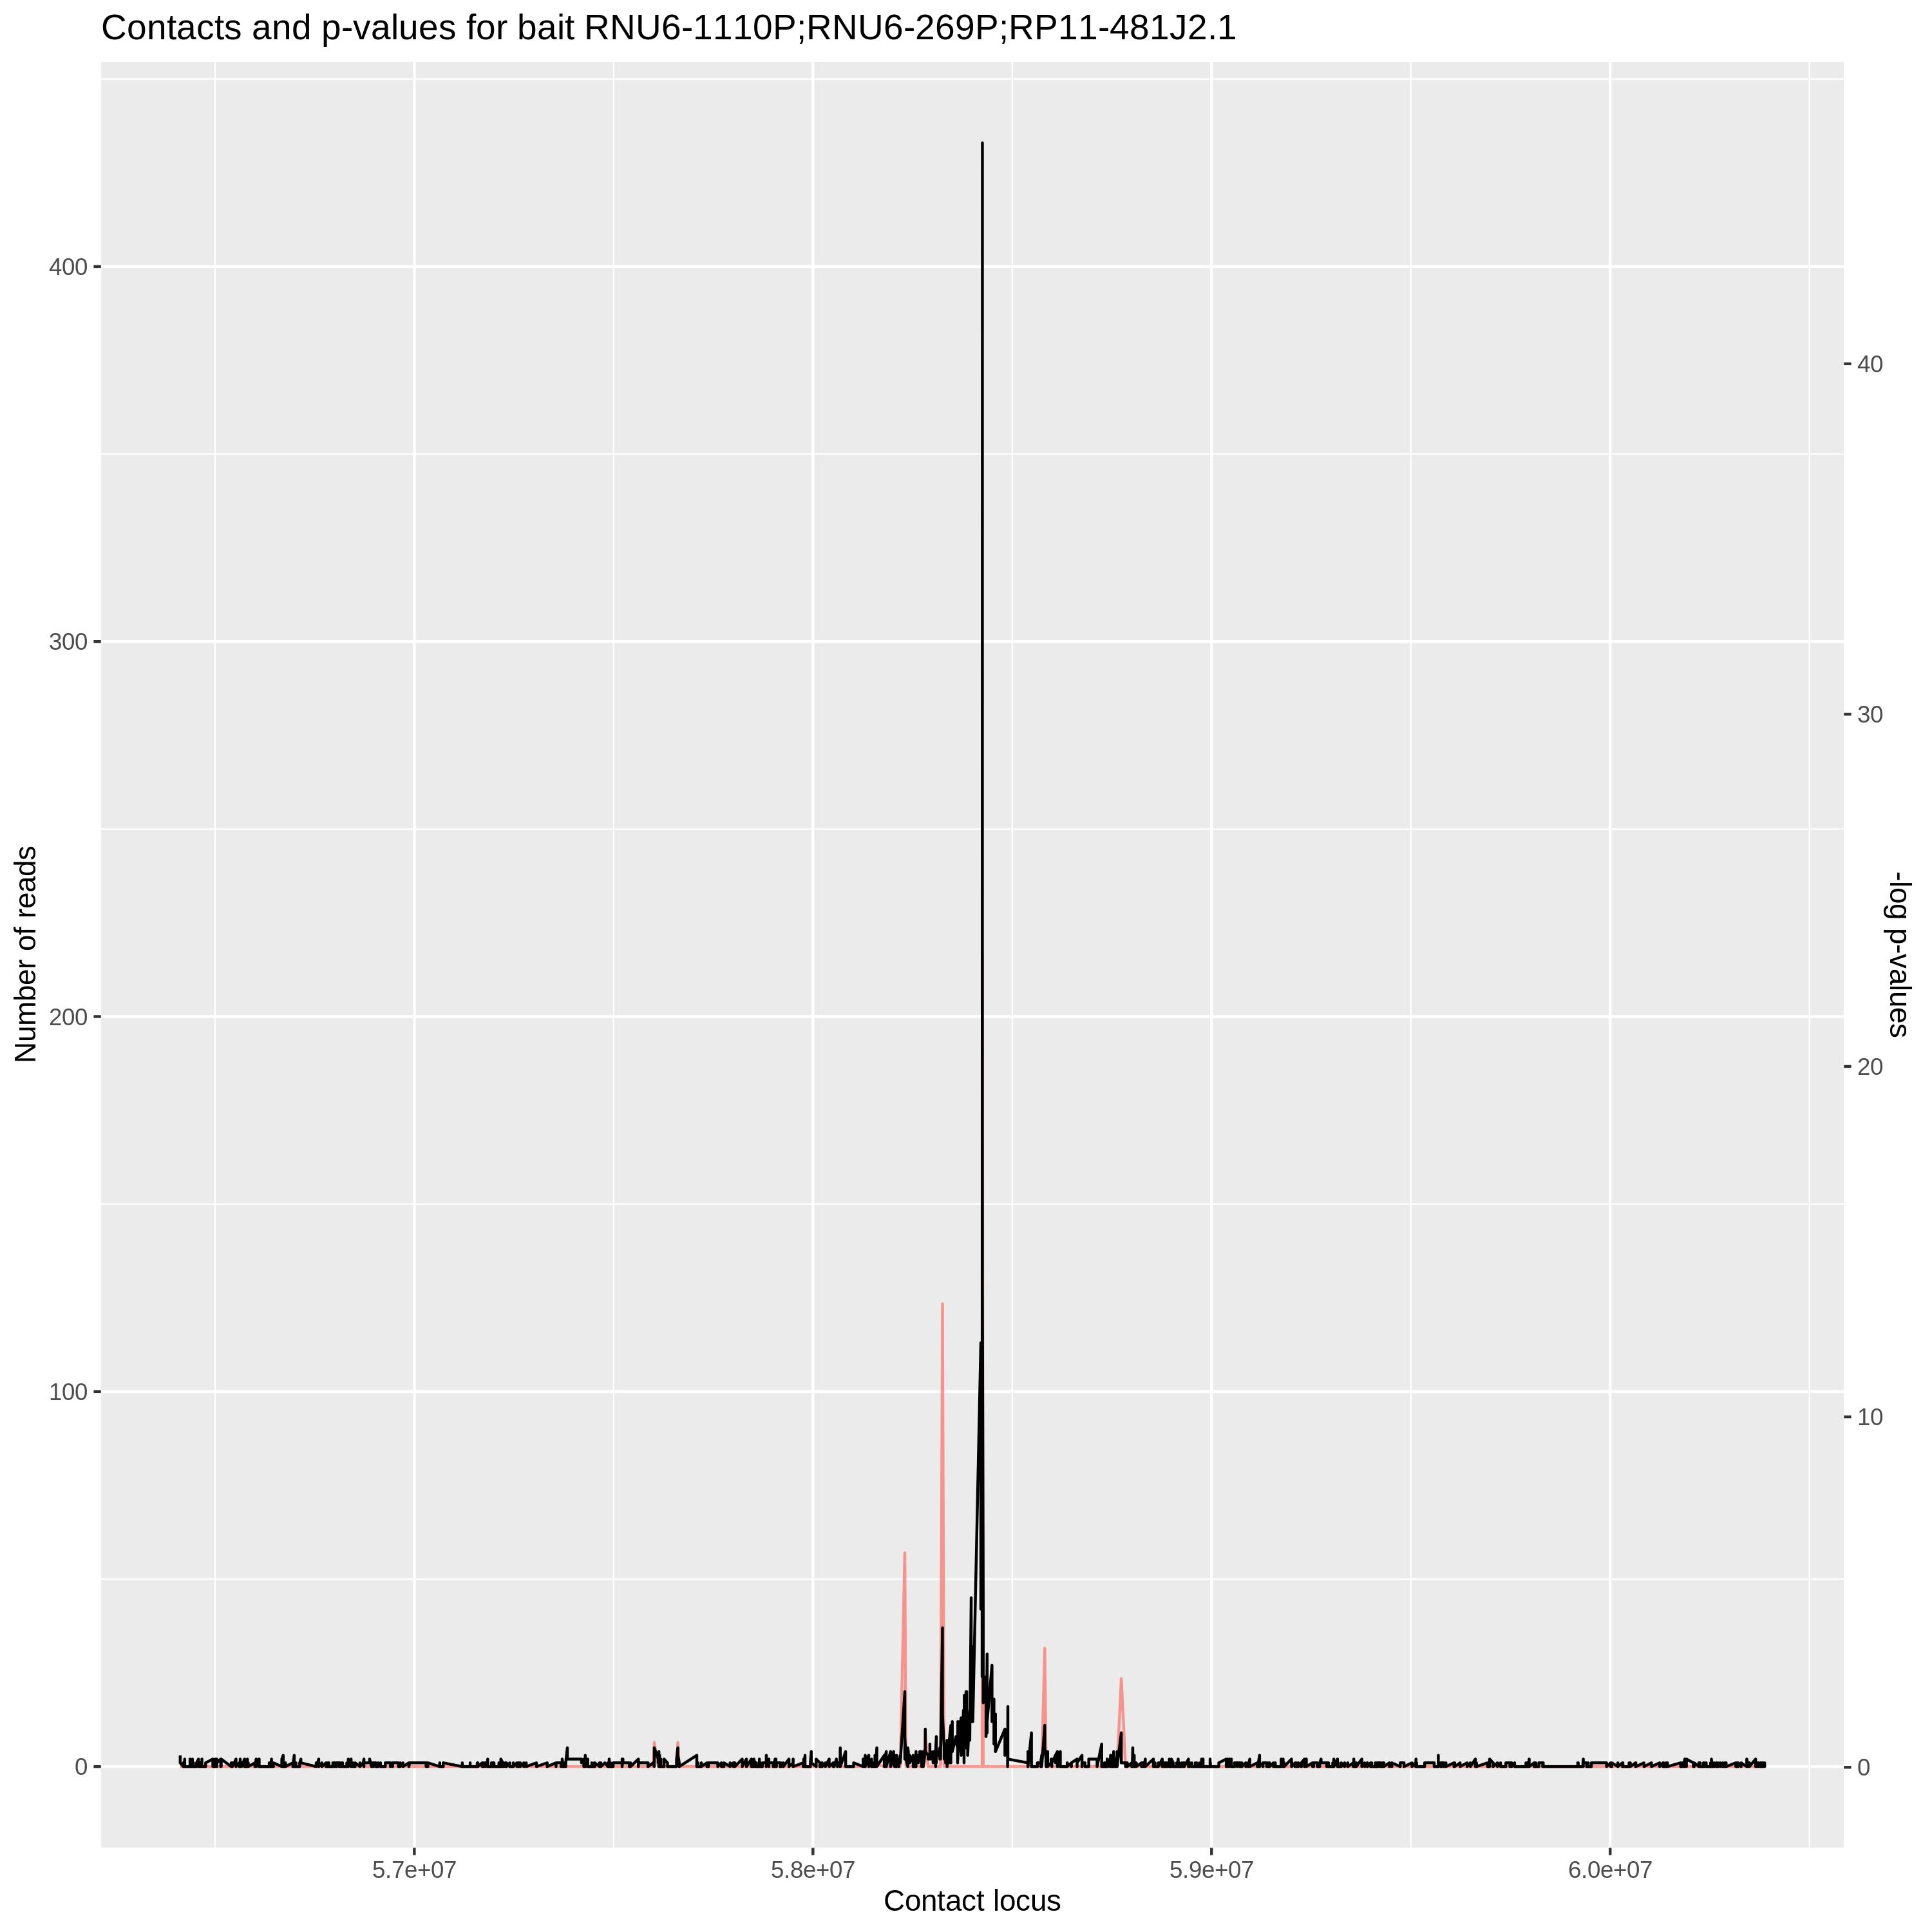 Contacts and p-values for bait RNU6-1110P;RNU6-269P;RP11-481J2.1
Number of reads
400
300
200
100
0
-log p-values
40
30
20
10
0
5.7e+07
5.8e+07
5.9e+07
6.0e+07
Contact locus